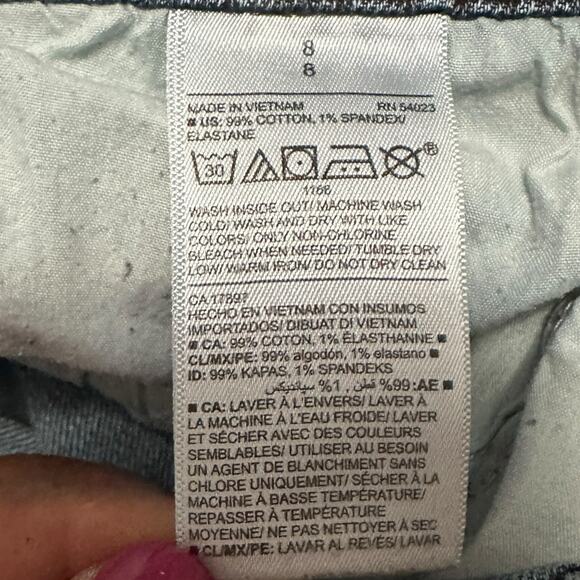 8
8
MADE IN VIETNAM RN 54023
■ US: 99% COTTON, 1% SPANDEX/
ELASTANE
30
®
1166
WASH INSIDE OUT/ MACHINE WASH
COLD/ WASH AND DRY WITH LIKE
COLORS/ ONLY NON-CHLORINE
BLEACH WHEN NEEDED/ TUMBLE DRY
LOW/ WARM IRON/ DO NOT DRY CLEAN
CA 17897
HECHO EN VIETNAM CON INSUMOS
IMPORTADOS/ DIBUAT DI VIETNAM
■ CA: 99% COTON, 1% ÉLASTHANNE ■
CL/MX/PE: 99% algodón, 1% elastano ■
ID: 99% KAPAS, 1% SPANDEKS
■ AE: 99% قطن , 1% سپاندیکس
■ CA: LAVER À L'ENVERS/ LAVER À
LA MACHINE À L'EAU FROIDE/ LAVER
ET SÉCHER AVEC DES COULEURS
SEMBLABLES/ UTILISER AU BESOIN
UN AGENT DE BLANCHIMENT SANS
CHLORE UNIQUEMENT/ SÉCHER À LA
MACHINE À BASSE TEMPÉRATURE/
REPASSER À TEMPÉRATURE
MOYENNE/ NE PAS NETTOYER À SEC
■ CL/MX/PE: LAVAR AL REVÉS/ LAVAR